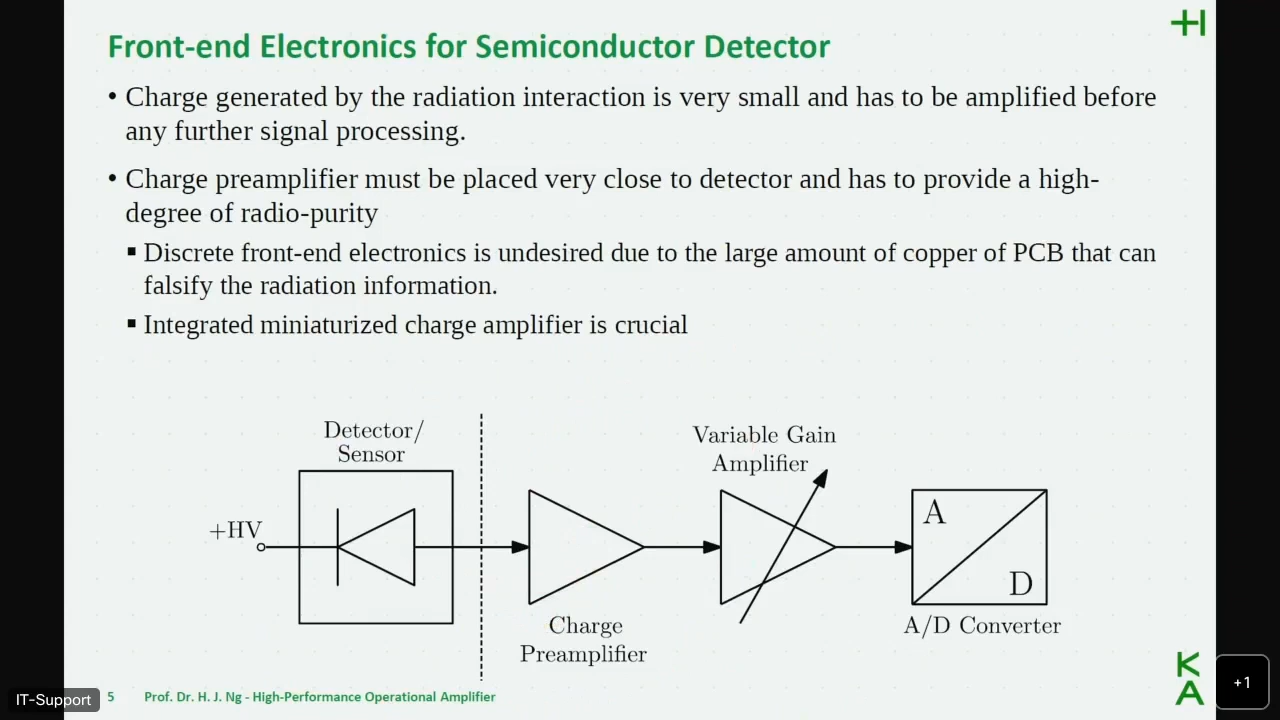 Front-end Electronics for Semiconductor Detector
• Charge generated by the radiation interaction is very small and has to be amplified before
any further signal processing.
• Charge preamplifier must be placed very close to detector and has to provide a high-
degree of radio-purity
▪ Discrete front-end electronics is undesired due to the large amount of copper of PCB that can
falsify the radiation information.
▪ Integrated miniaturized charge amplifier is crucial
Detector/
Sensor
+HV
Charge
Preamplifier
Variable Gain
Amplifier
A
D
A/D Converter
IT-Support
5 Prof. Dr. H. J. Ng - High-Performance Operational Amplifier
H
K
A
+1